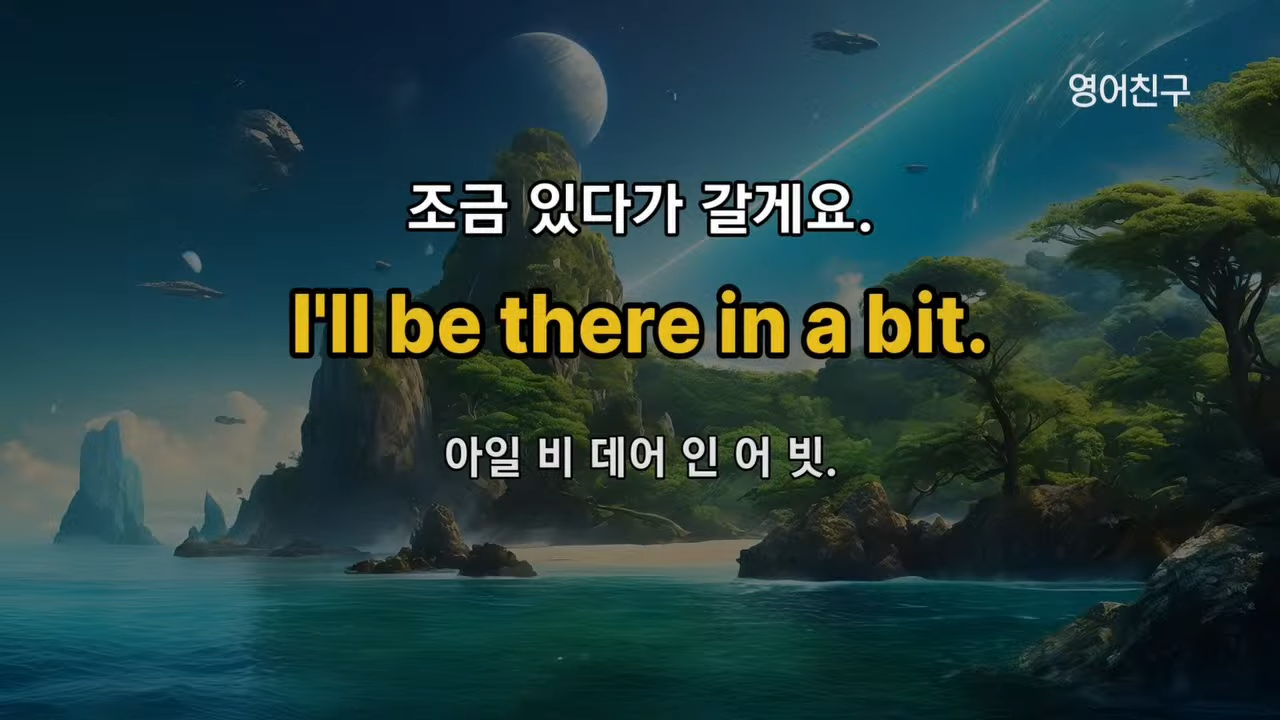 영어친구
조금 있다가 갈게요.
I'll be there in a bit.
아일 비 데어 인 어 빗.